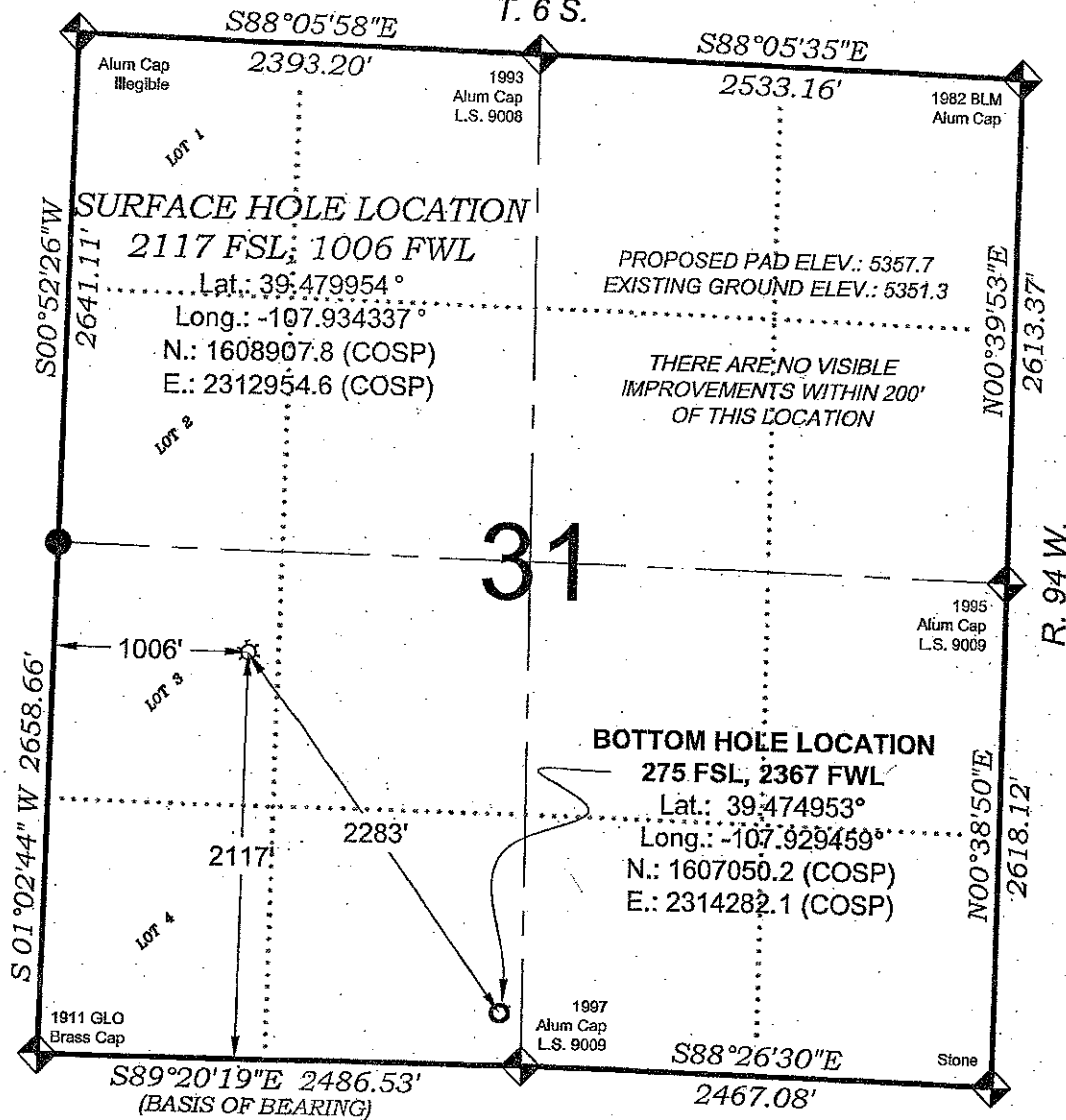 T. 6 S.
S88°05'58"E
2393.20'
S88°05'35"E
2533.16'
Alum Cap
Illegible
1993
Alum Cap
L.S. 9008
1982 BLM
Alum Cap
LOT 1
SURFACE HOLE LOCATION
2117 FSL, 1006 FWL
Lat.: 39.479954°
Long.: -107.934337°
N.: 1608907.8 (COSP)
E.: 2312954.6 (COSP)
S00°52'26"W
2641.11'
PROPOSED PAD ELEV.: 5357.7
EXISTING GROUND ELEV.: 5351.3
THERE ARE NO VISIBLE
IMPROVEMENTS WITHIN 200'
OF THIS LOCATION
N00°39'53"E
2613.37'
LOT 2
31
R. 94 W.
1995
Alum Cap
L.S. 9009
1006'
LOT 3
S 01°02'44" W 2658.66'
BOTTOM HOLE LOCATION
275 FSL, 2367 FWL
Lat.: 39.474953°
Long.: -107.929459°
N.: 1607050.2 (COSP)
E.: 2314282.1 (COSP)
N00°38'50"E
2618.12'
2283'
2117'
LOT 4
1911 GLO
Brass Cap
1997
Alum Cap
L.S. 9009
Stone
S89°20'19"E 2486.53'
(BASIS OF BEARING)
S88°26'30"E
2467.08'